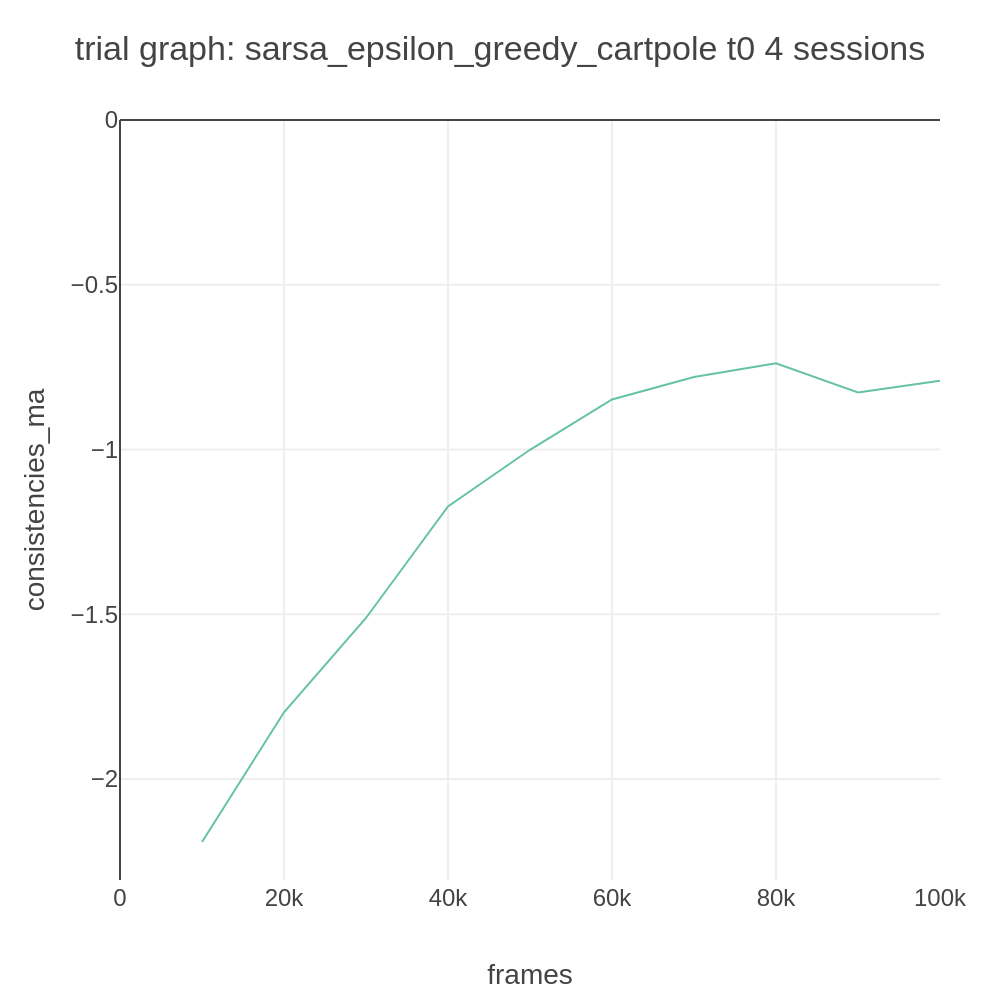 trial graph: sarsa_epsilon_greedy_cartpole t0 4 sessions
0
−0.5
−1
−1.5
−2
consistencies_ma
0 20k 40k 60k 80k 100k
frames